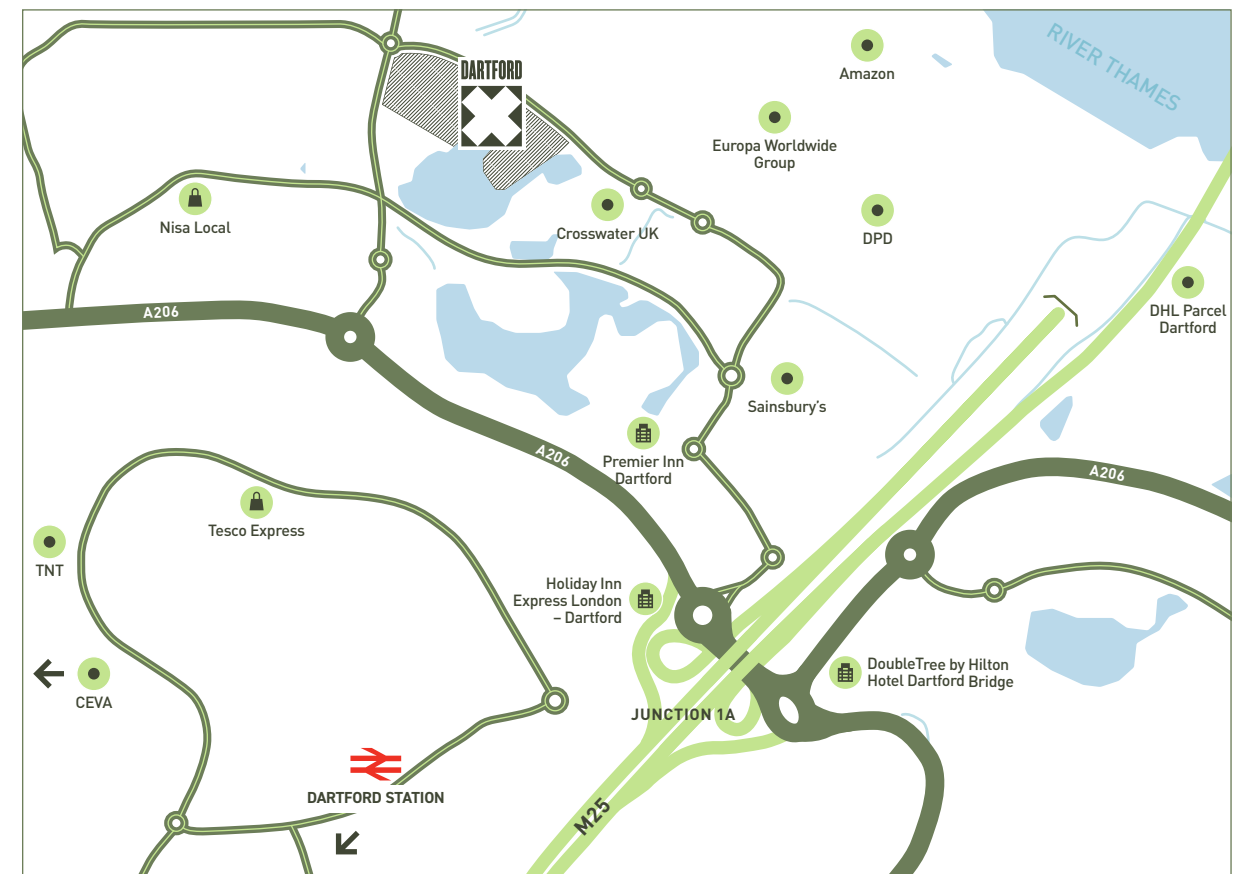 RIVER THAMES
DARTFORD
Amazon
Europa Worldwide
Group
Nisa Local
Crosswater UK
DPD
DHL Parcel
Dartford
A206
Sainsbury's
A206
Premier Inn
Dartford
A206
Tesco Express
TNT
Holiday Inn
Express London
– Dartford
DoubleTree by Hilton
Hotel Dartford Bridge
CEVA
JUNCTION 1A
DARTFORD STATION
M25